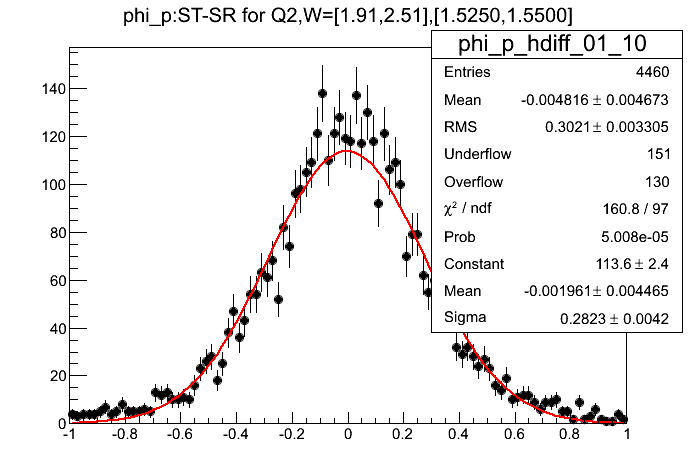 phi_p:ST-SR for Q2,W=[1.91,2.51],[1.5250,1.5500]
phi_p_hdiff_01_10
Entries 4460
Mean -0.004816 ± 0.004673
RMS 0.3021 ± 0.003305
Underflow 151
Overflow 130
χ² / ndf 160.8 / 97
Prob 5.008e-05
Constant 113.6 ± 2.4
Mean -0.001961 ± 0.004465
Sigma 0.2823 ± 0.0042
140
120
100
80
60
40
20
0
-1 -0.8 -0.6 -0.4 -0.2 0 0.2 0.4 0.6 0.8 1